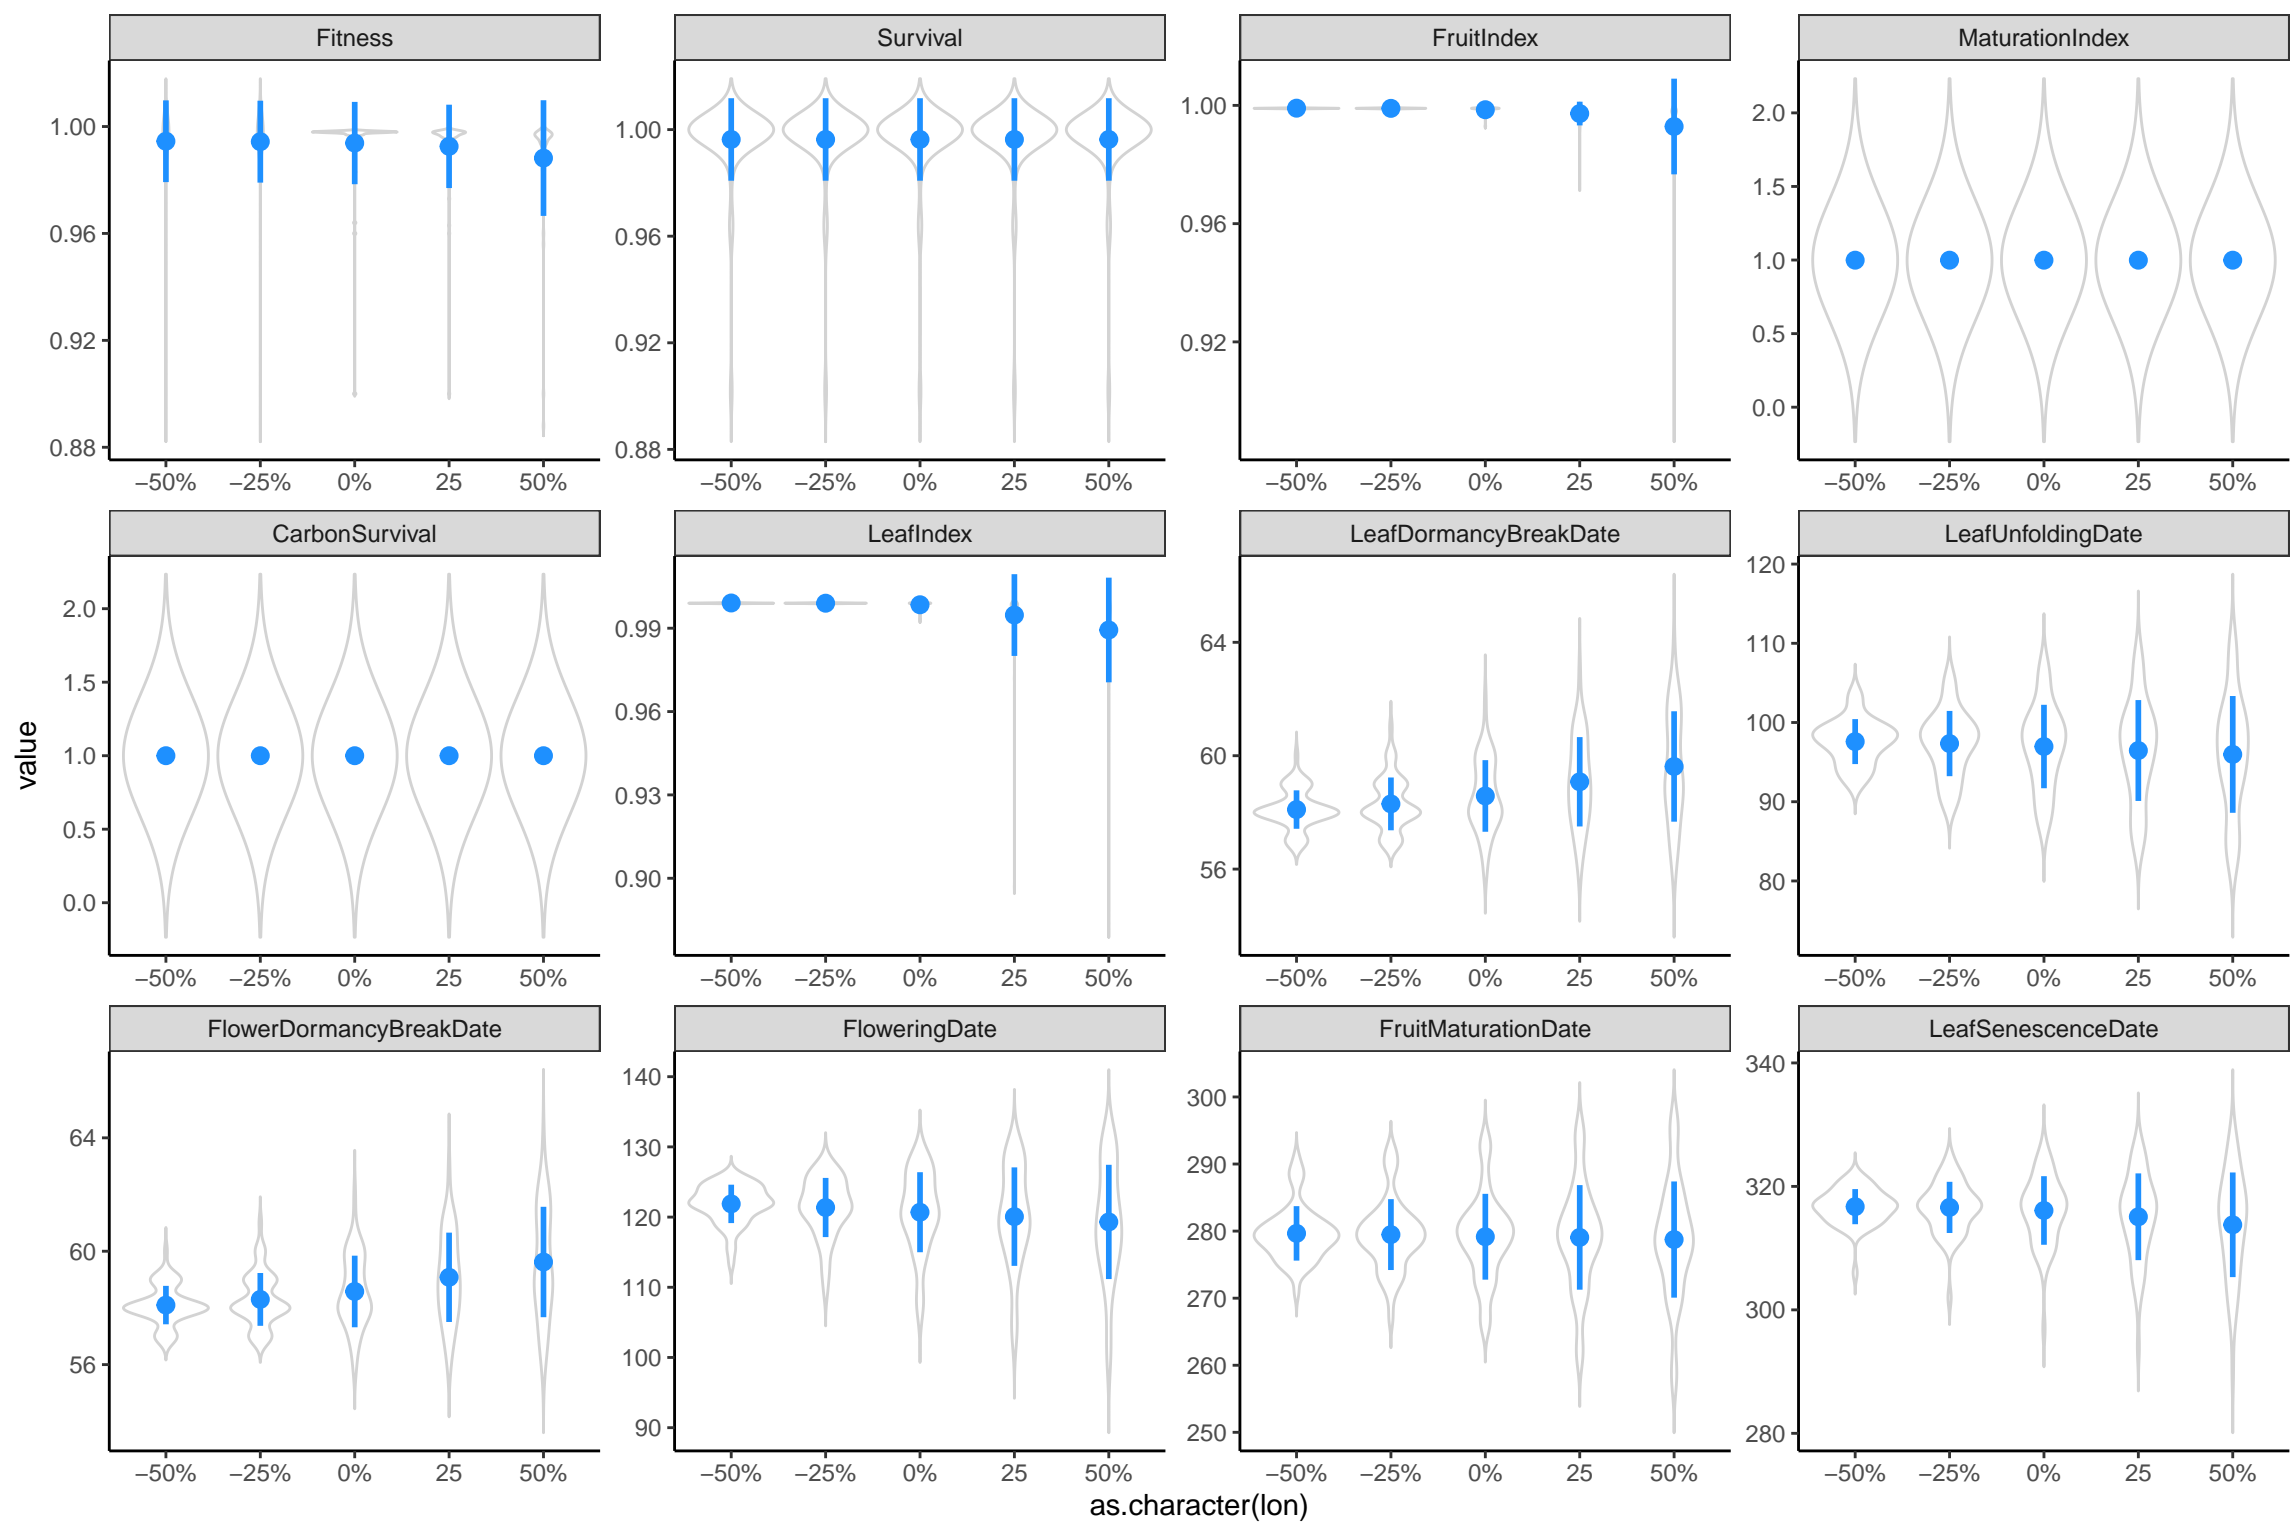 Fitness Survival FruitIndex MaturationIndex
1.00 1.00 1.00 2.0
0.96 0.96 0.96 1.5
1.0
0.92 0.92 0.92 0.5
0.88 0.88 0.0
−50% −25% 0% 25 50% −50% −25% 0% 25 50% −50% −25% 0% 25 50% −50% −25% 0% 25 50%
CarbonSurvival LeafIndex LeafDormancyBreakDate LeafUnfoldingDate
2.0 0.99 64 120
1.5 0.96 60 110
1.0 0.93 56 100
0.5 0.90 90
0.0 80
−50% −25% 0% 25 50% −50% −25% 0% 25 50% −50% −25% 0% 25 50% −50% −25% 0% 25 50%
value
FlowerDormancyBreakDate FloweringDate FruitMaturationDate LeafSenescenceDate
64 140 300 340
60 130 290 320
56 120 280 300
110 270 280
100 260
90 250
−50% −25% 0% 25 50% −50% −25% 0% 25 50% −50% −25% 0% 25 50% −50% −25% 0% 25 50%
as.character(lon)